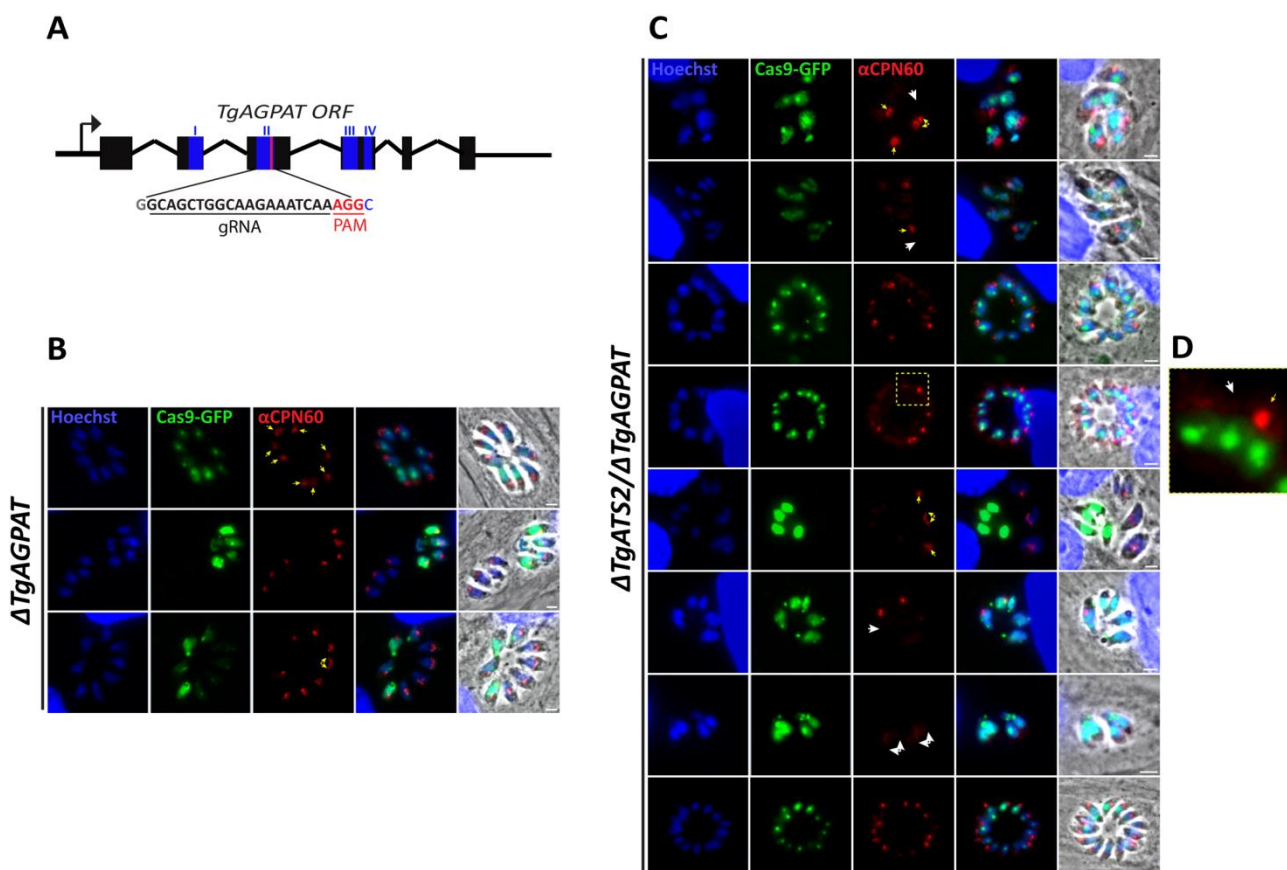 A
TgAGPAT ORF
I II III IV
GGCAGCTGGCAAGAAATCAAAGGC
gRNA PAM
B
ΔTgAGPAT
Hoechst Cas9-GFP αCPN60
C
ΔTgATS2/ΔTgAGPAT
Hoechst Cas9-GFP αCPN60
D